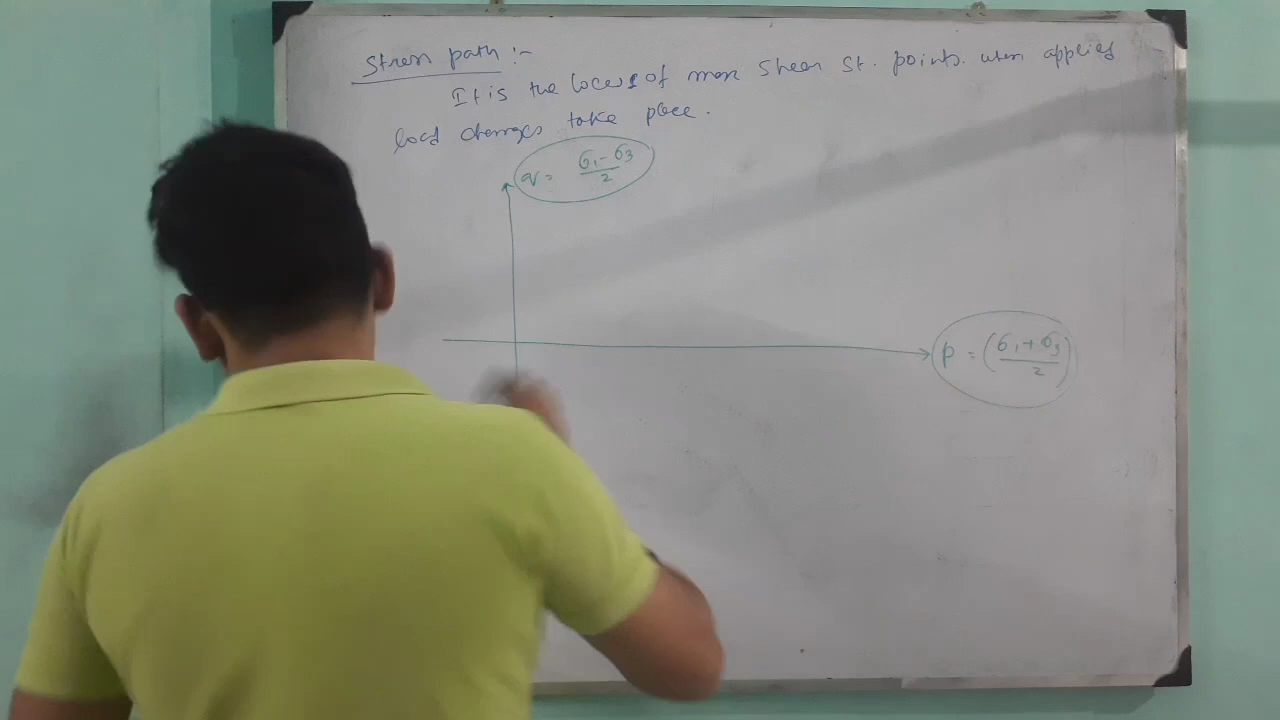 Stress path :-
It is the locus of max shear st. points. when applied
load changes take place.
q = σ1 - σ3 / 2
p = (σ1 + σ3 / 2)